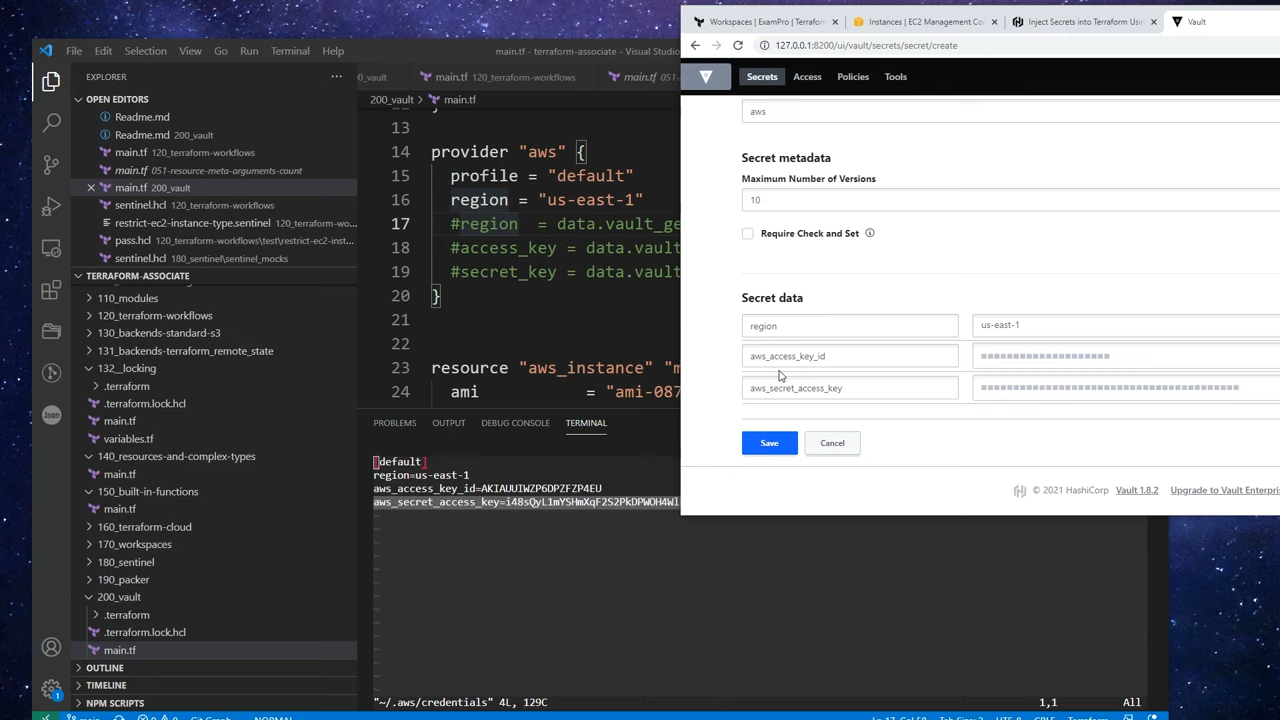 File Edit Selection View Go Run Terminal
main.tf - terraform-associate - Visual Studio
EXPLORER
OPEN EDITORS
Readme.md
Readme.md 200_vault
main.tf 120_terraform-workflows
main.tf 051-resource-meta-arguments-count
main.tf 200_vault
sentinel.hcl 120_terraform-workflows
restrict-ec2-instance-type.sentinel 120_terraform-wo...
pass.hcl 120_terraform-workflows\test\restrict-ec2-inst...
sentinel.hcl 180_sentinel\sentinel_mocks
TERRAFORM-ASSOCIATE
110_modules
120_terraform-workflows
130_backends-standard-s3
131_backends-terraform_remote_state
132__locking
.terraform
.terraform.lock.hcl
main.tf
variables.tf
140_resources-and-complex-types
main.tf
150_built-in-functions
main.tf
160_terraform-cloud
170_workspaces
180_sentinel
190_packer
200_vault
.terraform
.terraform.lock.hcl
main.tf
OUTLINE
TIMELINE
NPM SCRIPTS
main.tf 120_terraform-workflows
main.tf 051-
200_vault > main.tf
13
14 provider "aws" {
15 profile = "default"
16 region = "us-east-1"
17 #region = data.vault_ge
18 #access_key = data.vault
19 #secret_key = data.vault
20 }
21
22
23 resource "aws_instance" "m
24 ami = "ami-087
PROBLEMS OUTPUT DEBUG CONSOLE TERMINAL
[default]
region=us-east-1
aws_access_key_id=AKIAUUIWZP6DPZFZP4EU
aws_secret_access_key=i48sQyL1mYSHmXqF2S2PkDPWOH4Wl
"~/.aws/credentials" 4L, 129C 1,1 All
Workspaces | ExamPro | Terrafor
Instances | EC2 Management Con
Inject Secrets into Terraform Usin
Vault
127.0.0.1:8200/ui/vault/secrets/secret/create
Secrets Access Policies Tools
aws
Secret metadata
Maximum Number of Versions
10
Require Check and Set
Secret data
region us-east-1
aws_access_key_id
aws_secret_access_key
Save Cancel
© 2021 HashiCorp Vault 1.8.2 Upgrade to Vault Enterpris